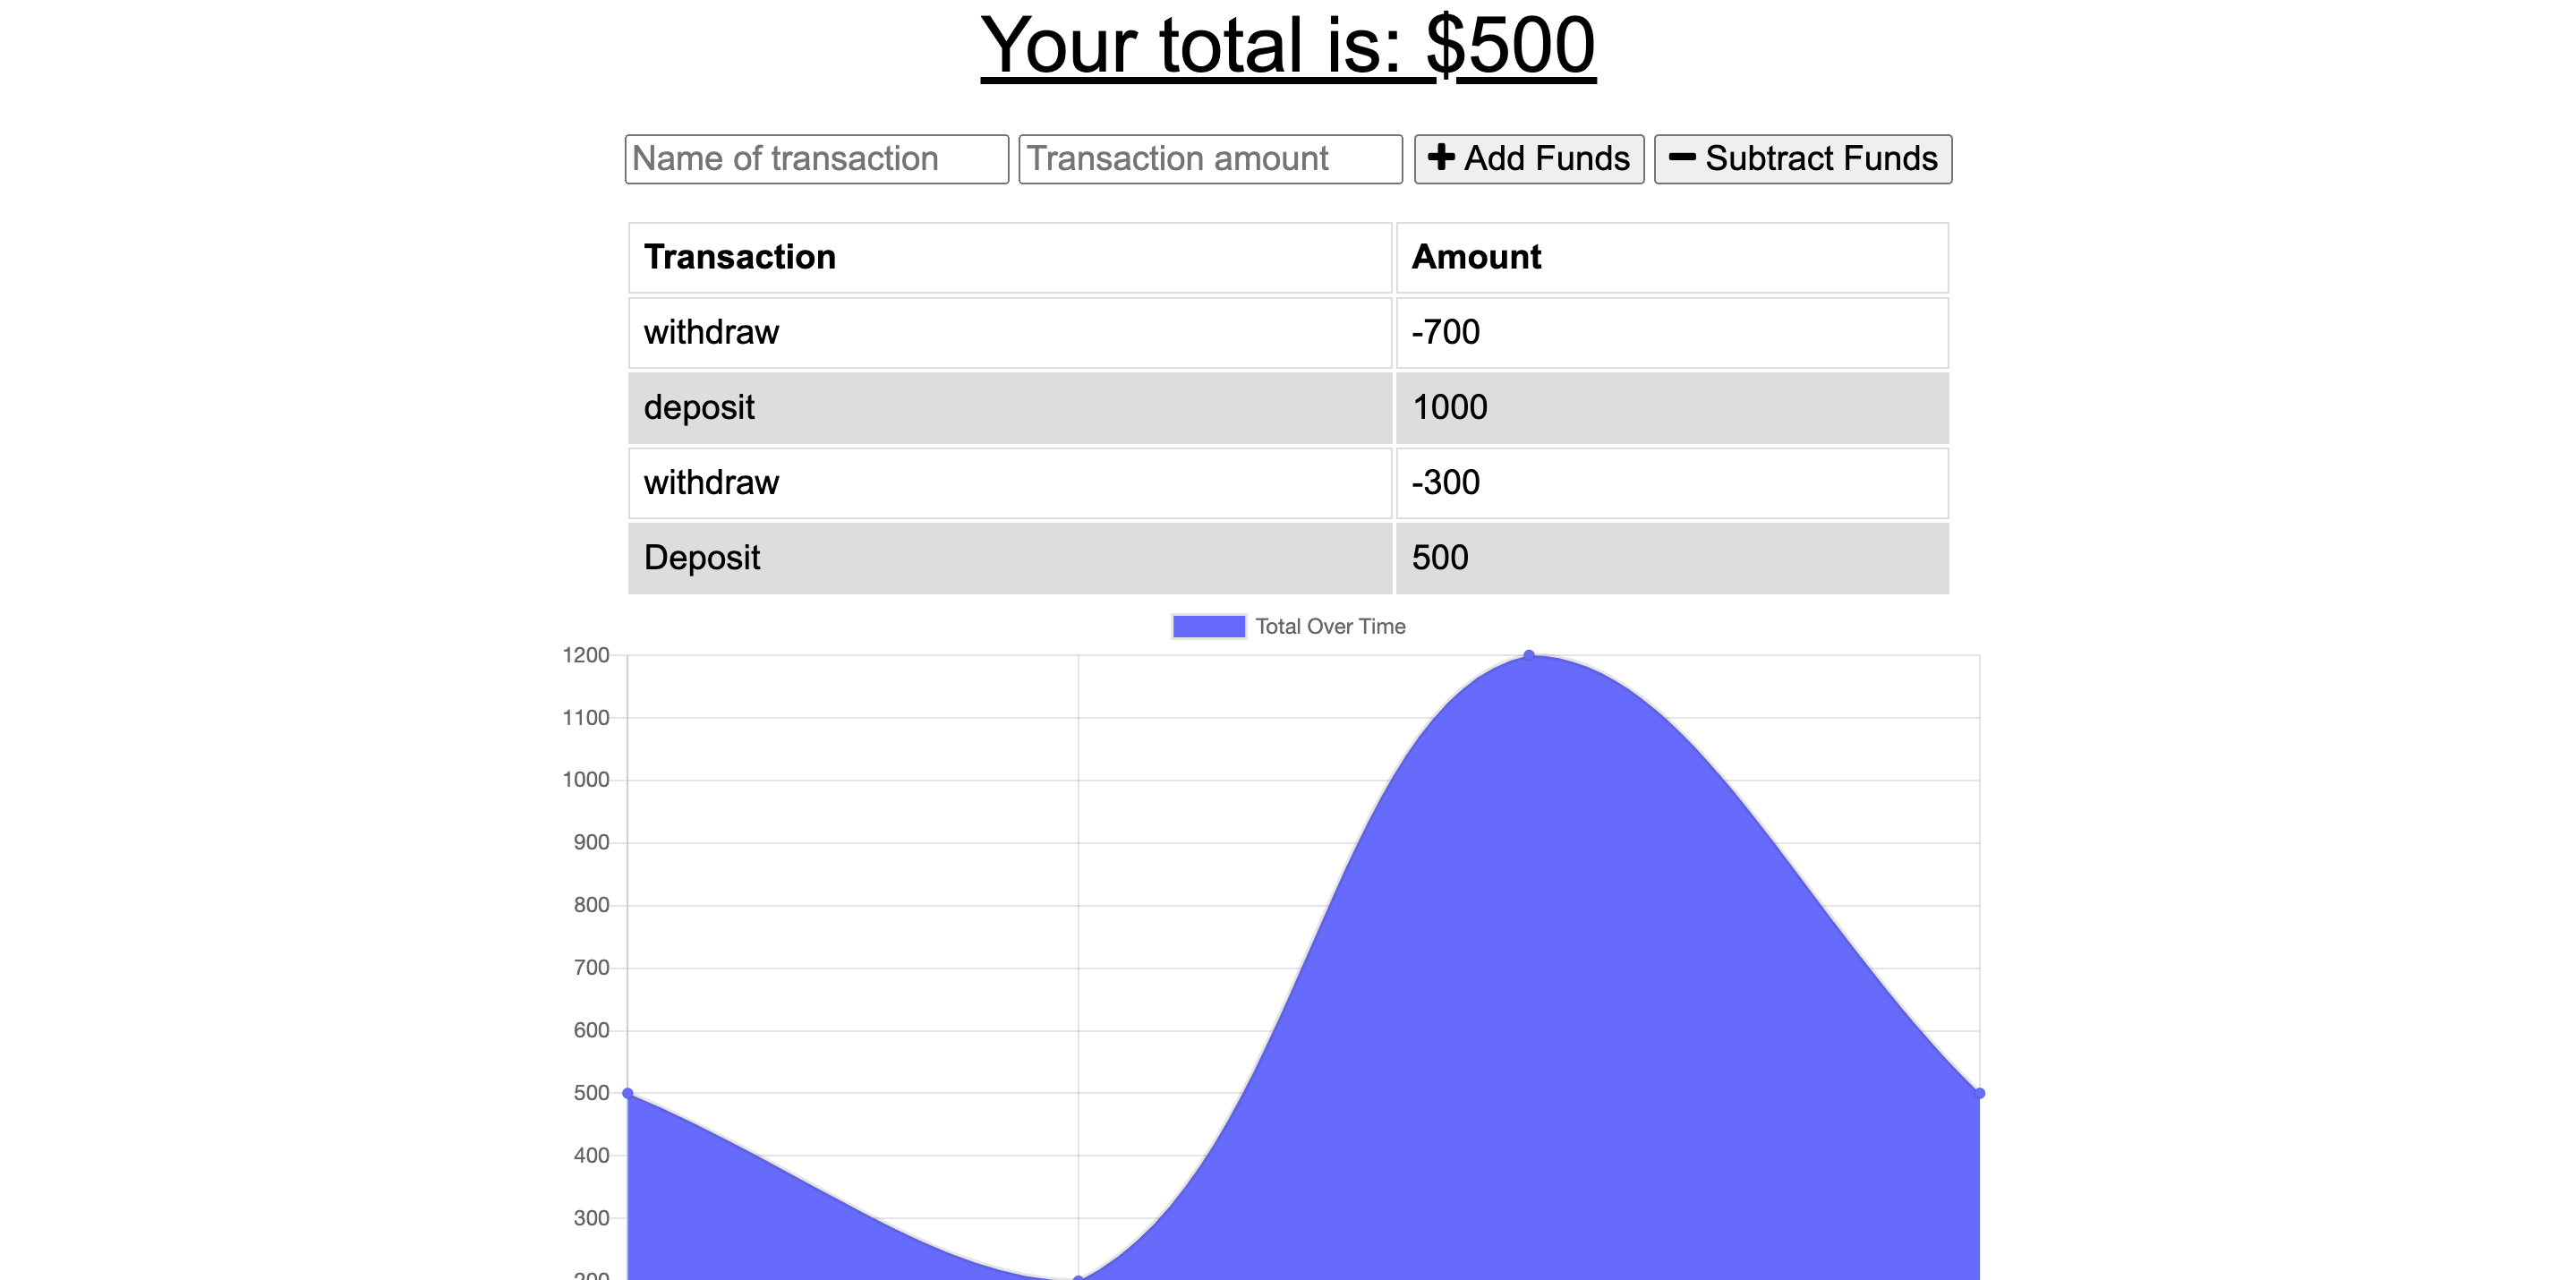 Your total is: $500
Name of transaction Transaction amount Add Funds Subtract Funds
Transaction Amount
withdraw -700
deposit 1000
withdraw -300
Deposit 500
Total Over Time
1200
1100
1000
900
800
700
600
500
400
300
200